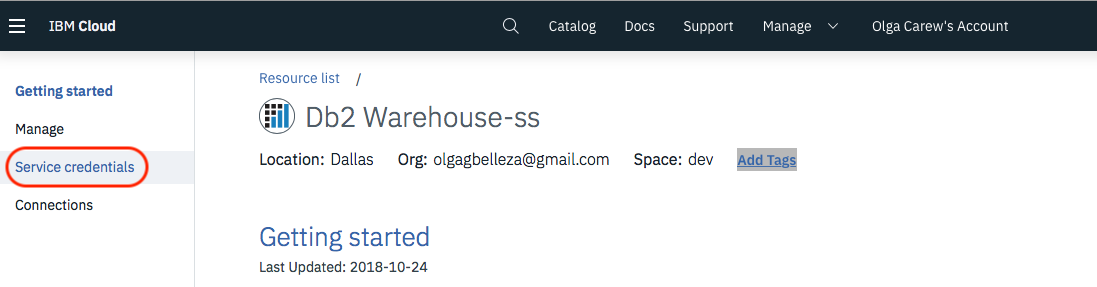 IBM Cloud Catalog Docs Support Manage Olga Carew's Account
Getting started
Manage
Service credentials
Connections
Resource list /
Db2 Warehouse-ss
Location: Dallas Org: olgagbelleza@gmail.com Space: dev Add Tags
Getting started
Last Updated: 2018-10-24